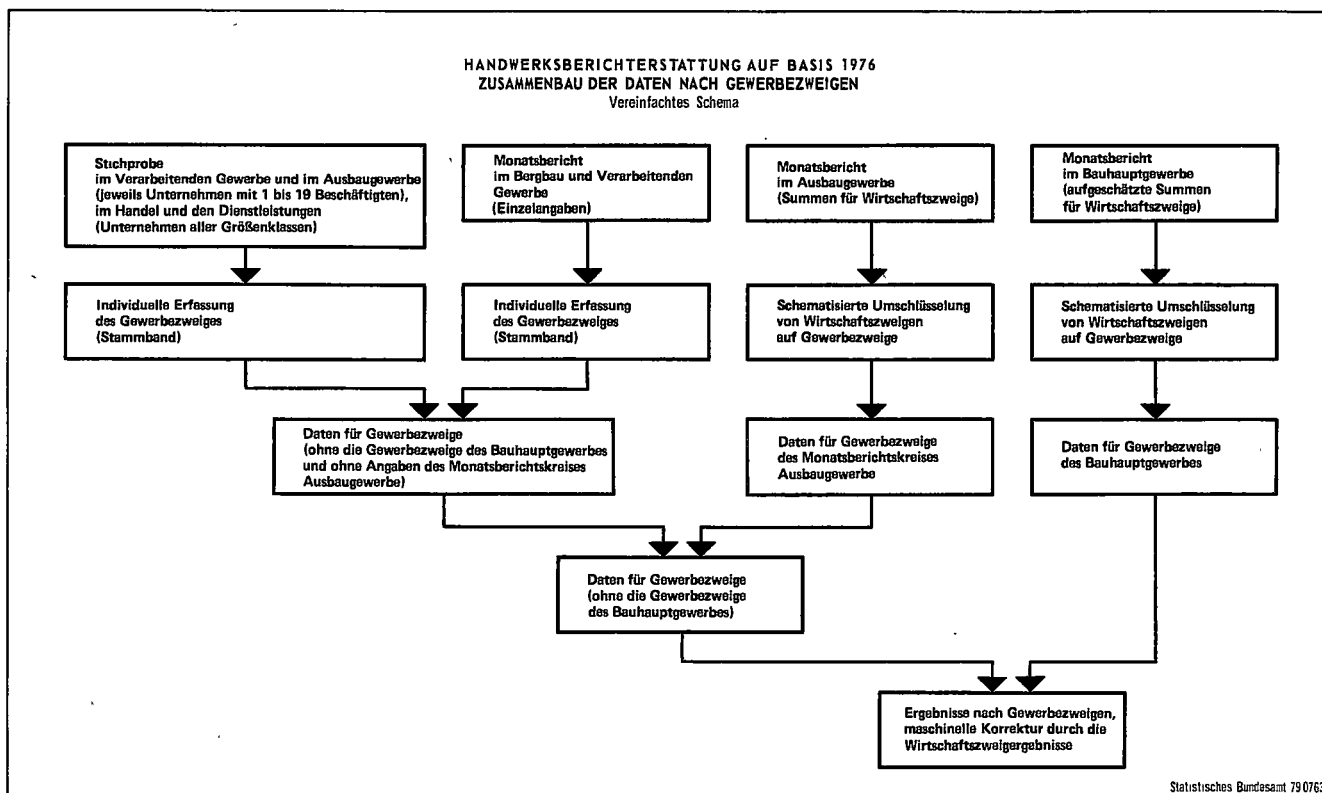 HANDWERKSBERICHTERSTATTUNG AUF BASIS 1976
ZUSAMMENBAU DER DATEN NACH GEWERBEZWEIGEN
Vereinfachtes Schema
Stichprobe
im Verarbeitenden Gewerbe und im Ausbaugewerbe
(jeweils Unternehmen mit 1 bis 19 Beschäftigten),
im Handel und den Dienstleistungen
(Unternehmen aller Größenklassen)
Monatsbericht
im Bergbau und Verarbeitenden
Gewerbe
(Einzelangaben)
Monatsbericht
im Ausbaugewerbe
(Summen für Wirtschaftszweige)
Monatsbericht
im Bauhauptgewerbe
(aufgeschätzte Summen
für Wirtschaftszweige)
Individuelle Erfassung
des Gewerbezweiges
(Stammband)
Individuelle Erfassung
des Gewerbezweiges
(Stammband)
Schematisierte Umschlüsselung
von Wirtschaftszweigen
auf Gewerbezweige
Schematisierte Umschlüsselung
von Wirtschaftszweigen
auf Gewerbezweige
Daten für Gewerbezweige
(ohne die Gewerbezweige des Bauhauptgewerbes
und ohne Angaben des Monatsberichtskreises
Ausbaugewerbe)
Daten für Gewerbezweige
des Monatsberichtskreises
Ausbaugewerbe
Daten für Gewerbezweige
des Bauhauptgewerbes
Daten für Gewerbezweige
(ohne die Gewerbezweige
des Bauhauptgewerbes)
Ergebnisse nach Gewerbezweigen,
maschinelle Korrektur durch die
Wirtschaftszweigergebnisse
Statistisches Bundesamt 790763